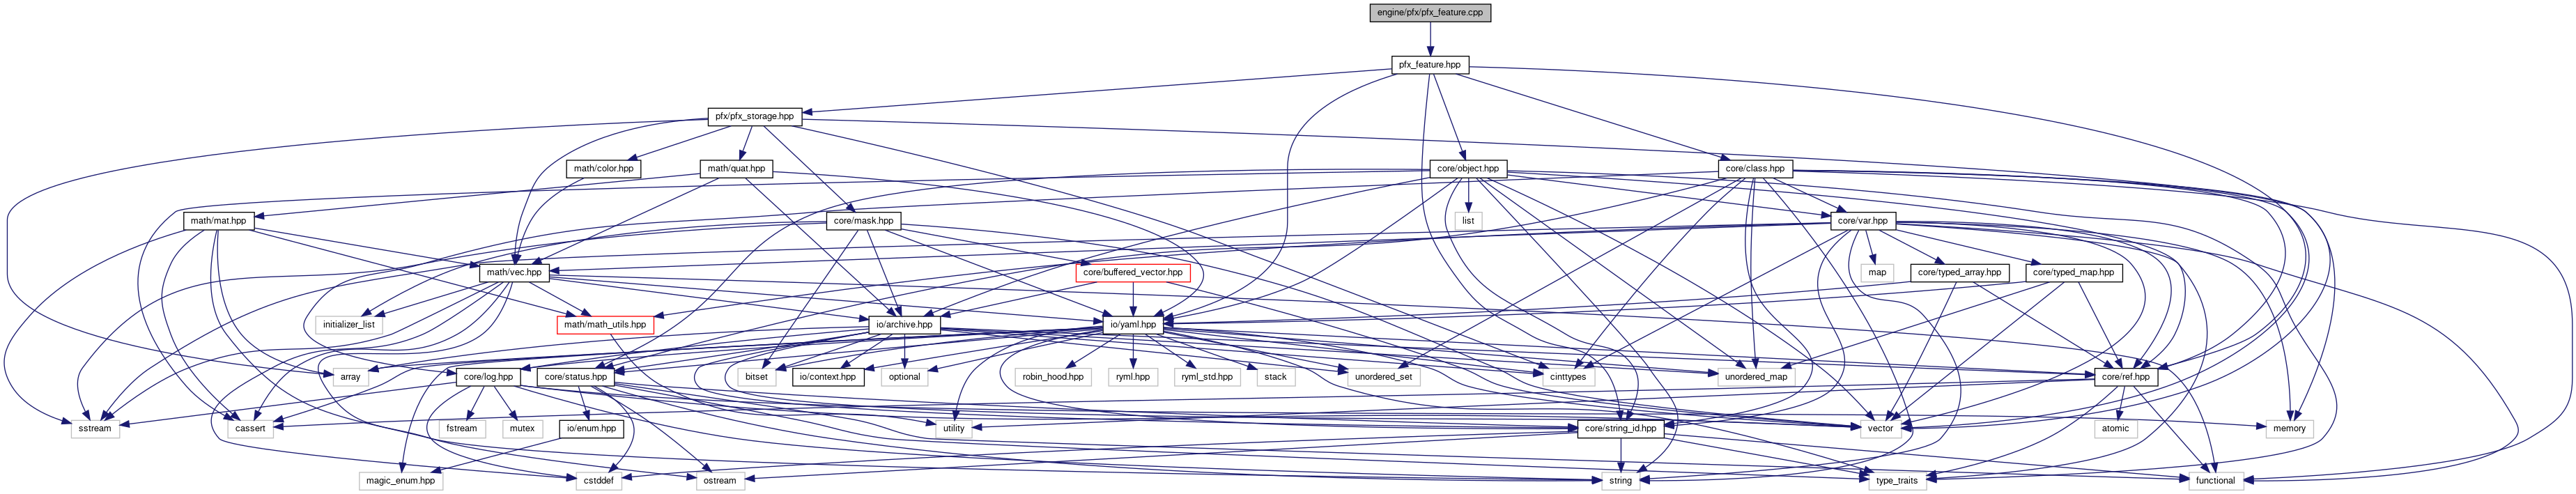 engine/pfx/pfx_feature.cpp
pfx_feature.hpp
pfx/pfx_storage.hpp
math/color.hpp
math/quat.hpp
core/object.hpp
core/class.hpp
math/mat.hpp
core/mask.hpp
list
core/var.hpp
math/vec.hpp
core/buffered_vector.hpp
map
core/typed_array.hpp
core/typed_map.hpp
initializer_list
math/math_utils.hpp
io/archive.hpp
io/yaml.hpp
array
core/log.hpp
core/status.hpp
bitset
io/context.hpp
optional
robin_hood.hpp
ryml.hpp
ryml_std.hpp
stack
unordered_set
cinttypes
unordered_map
core/ref.hpp
sstream
cassert
fstream
mutex
io/enum.hpp
utility
core/string_id.hpp
vector
atomic
memory
magic_enum.hpp
cstddef
ostream
string
type_traits
functional